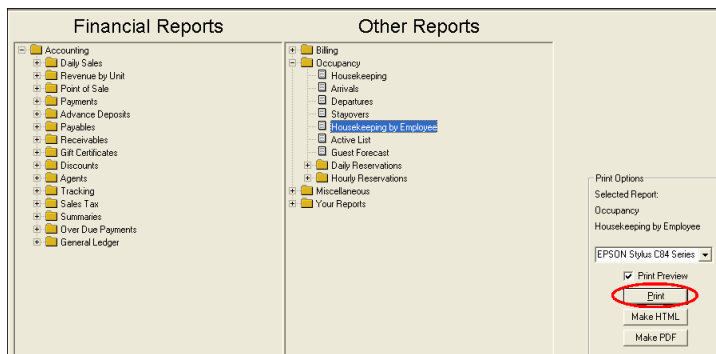 Financial Reports
Accounting
Daily Sales
Revenue by Unit
Point of Sale
Payments
Advance Deposits
Payables
Receivables
Gift Certificates
Discounts
Agents
Tracking
Sales Tax
Summaries
Over Due Payments
General Ledger
Other Reports
Billing
Occupancy
Housekeeping
Arrivals
Departures
Stayovers
Housekeeping by Employee
Active List
Guest Forecast
Daily Reservations
Hourly Reservations
Miscellaneous
Your Reports
Print Options
Selected Report:
Occupancy
Housekeeping by Employee
EPSON Stylus C84 Series
Print Preview
Print
Make HTML
Make PDF